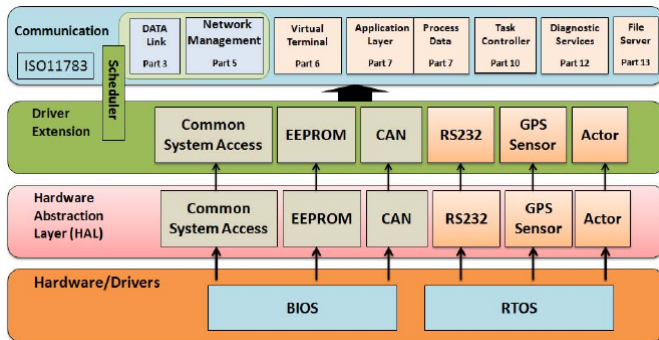 Communication
ISO11783
Scheduler
DATA
Link
Part 3
Network
Management
Part 5
Virtual
Terminal
Part 6
Application
Layer
Part 7
Process
Data
Part 7
Task
Controller
Part 10
Diagnostic
Services
Part 12
File
Server
Part 13
Driver
Extension
Common
System Access
EEPROM
CAN
RS232
GPS
Sensor
Actor
Hardware
Abstraction
Layer (HAL)
Common
System Access
EEPROM
CAN
RS232
GPS
Sensor
Actor
Hardware/Drivers
BIOS
RTOS